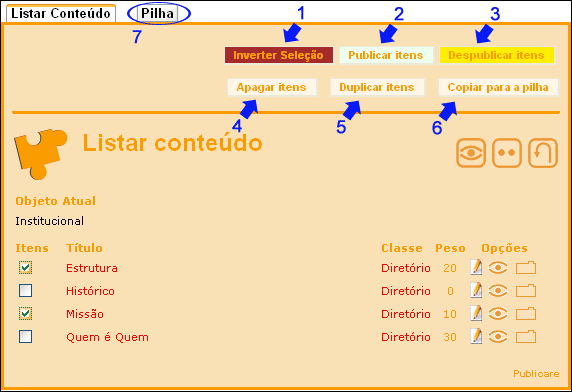 Listar Conteúdo Pilha
7 1 2 3
Inverter Seleção Publicar itens Despublicar itens
Apagar itens Duplicar itens Copiar para a pilha
4 5 6
Listar conteúdo
Objeto Atual
Institucional
Itens Título Classe Peso Opções
Estrutura Diretório 20
Histórico Diretório 0
Missão Diretório 10
Quem é Quem Diretório 30
Publicare